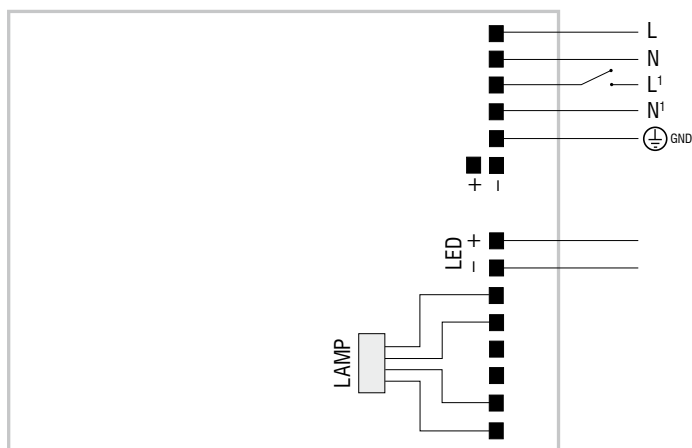 L
N
L¹
N¹
GND
+ –
LED + –
LAMP